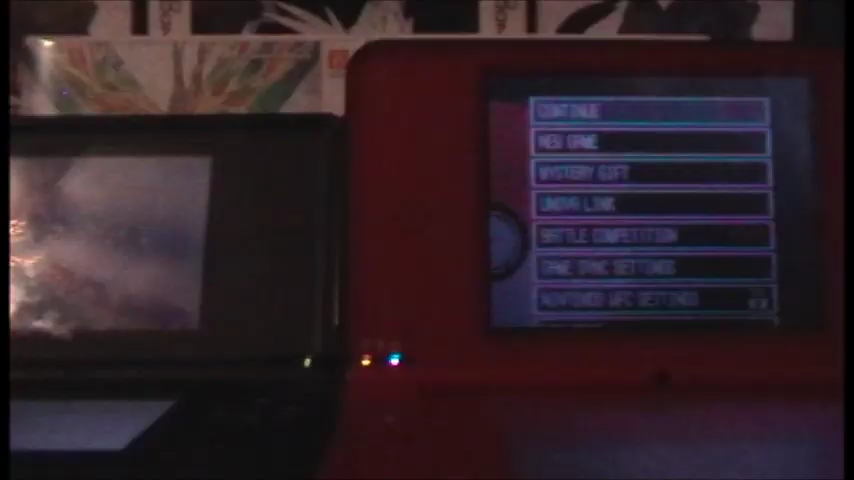 CONTINUE
NEW GAME
MYSTERY GIFT
UNOVA LINK
BATTLE COMPETITION
GAME SYNC SETTINGS
NINTENDO WFC SETTINGS